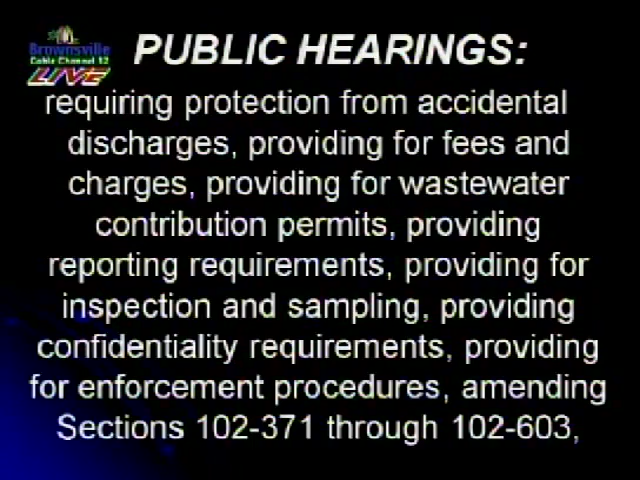 Brownsville
Cable Channel 12
LIVE
PUBLIC HEARINGS:
requiring protection from accidental
discharges, providing for fees and
charges, providing for wastewater
contribution permits, providing
reporting requirements, providing for
inspection and sampling, providing
confidentiality requirements, providing
for enforcement procedures, amending
Sections 102-371 through 102-603,